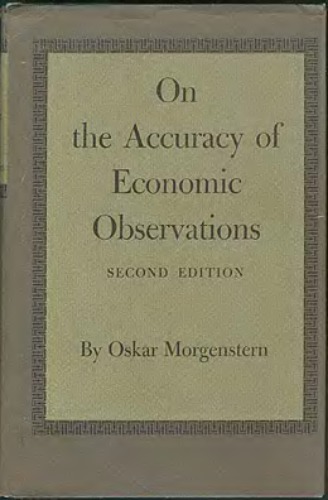 On
the Accuracy of
Economic
Observations
SECOND EDITION
By Oskar Morgenstern